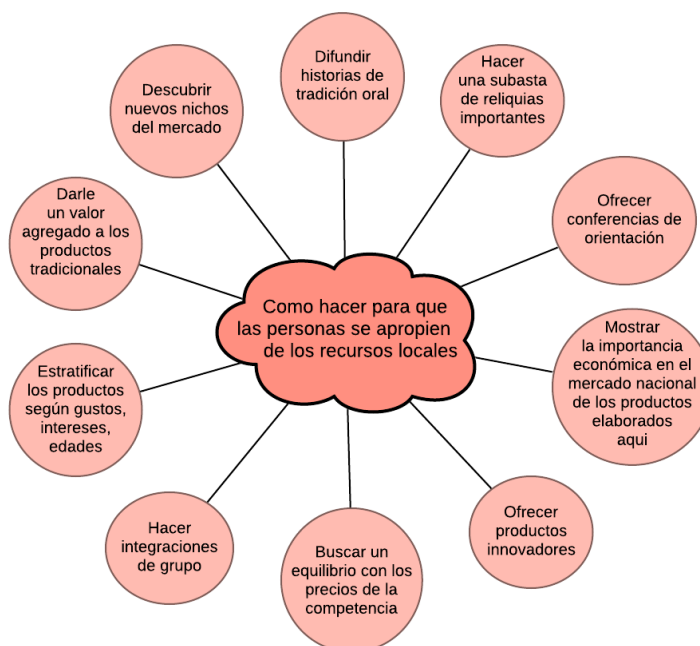 Difundir
historias de
tradición oral
Hacer
una subasta
de reliquias
importantes
Ofrecer
conferencias de
orientación
Mostrar
la importancia
económica en el
mercado nacional
de los productos
elaborados
aqui
Ofrecer
productos
innovadores
Buscar un
equilibrio con los
precios de la
competencia
Hacer
integraciones
de grupo
Estratificar
los productos
según gustos,
intereses,
edades
Darle
un valor
agregado a los
productos
tradicionales
Descubrir
nuevos nichos
del mercado
Como hacer para que
las personas se apropien
de los recursos locales